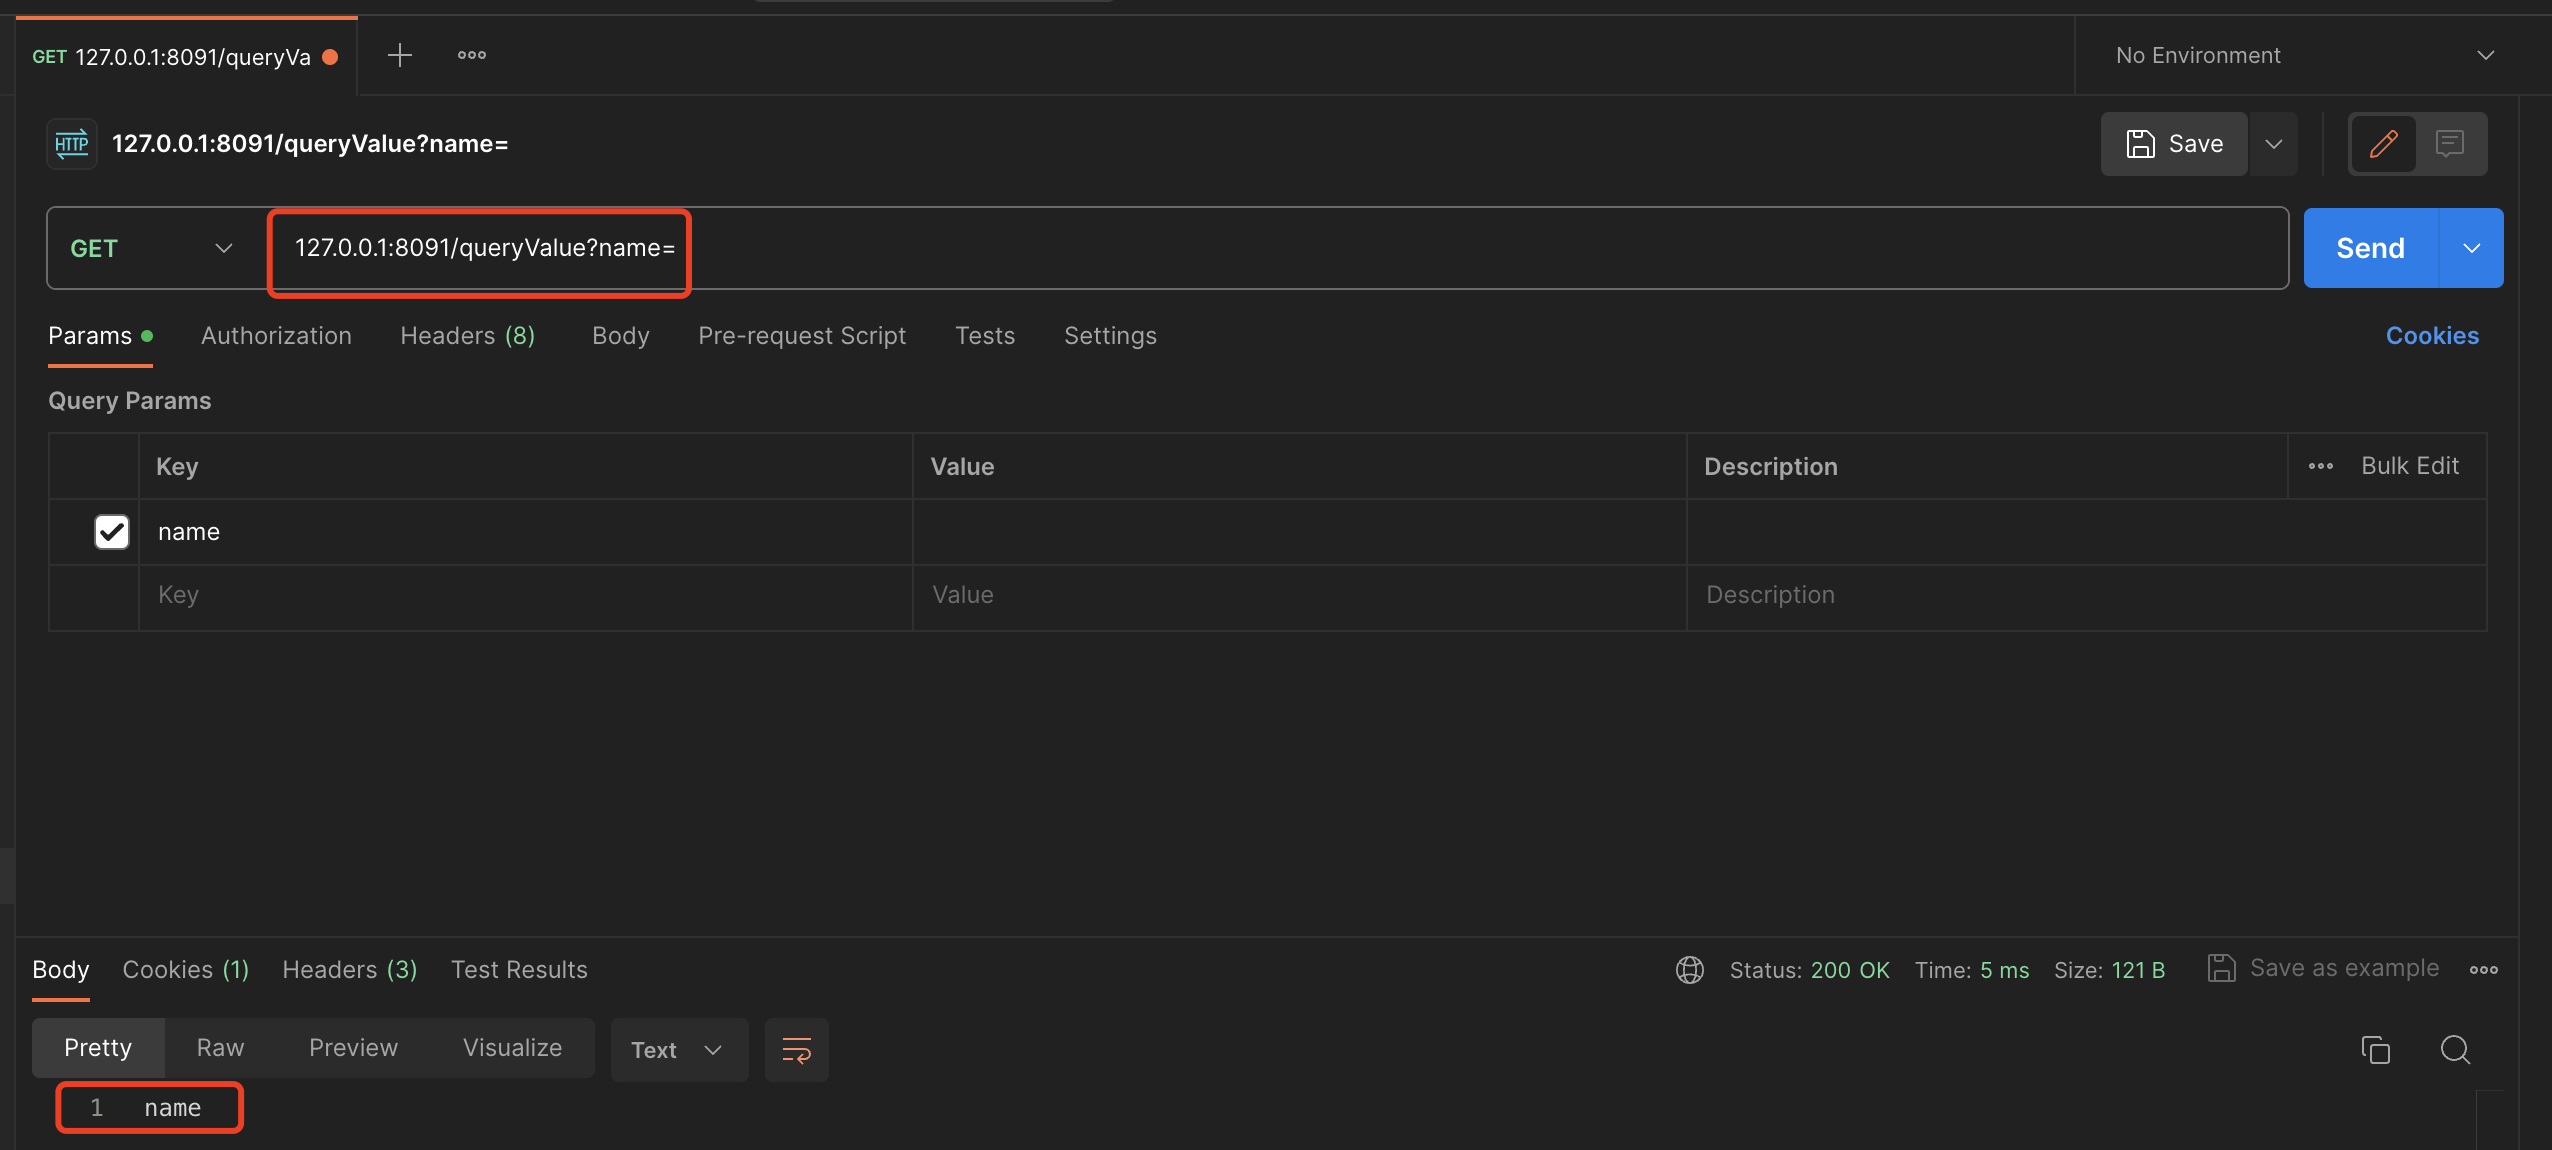 GET 127.0.0.1:8091/queryVa
No Environment
HTTP 127.0.0.1:8091/queryValue?name=
Save
GET 127.0.0.1:8091/queryValue?name=
Send
Params Authorization Headers (8) Body Pre-request Script Tests Settings Cookies
Query Params
Key Value Description Bulk Edit
name
Key Value Description
Body Cookies (1) Headers (3) Test Results Status: 200 OK Time: 5 ms Size: 121 B Save as example
Pretty Raw Preview Visualize Text
1 name